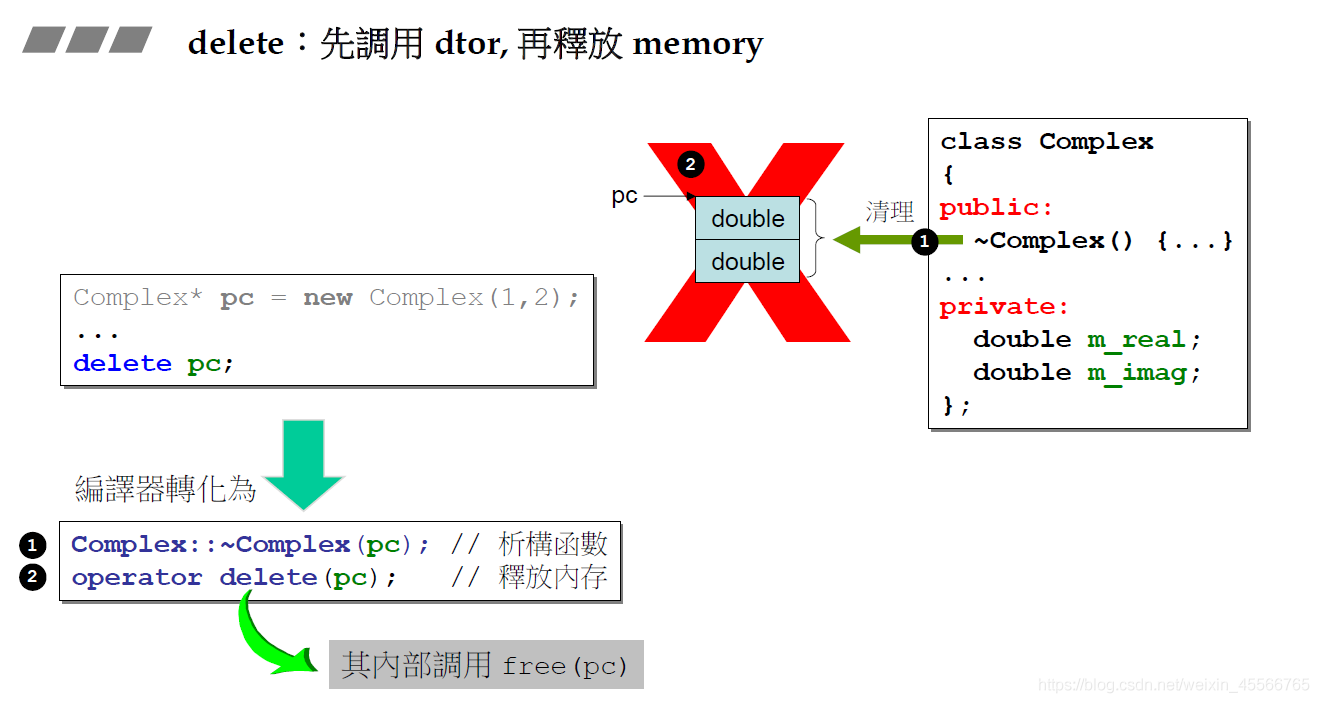 delete：先調用 dtor, 再釋放 memory
class Complex
{
public:
~Complex() {...}
...
private:
double m_real;
double m_imag;
};
2
pc
double
double
清理
1
Complex* pc = new Complex(1,2);
...
delete pc;
編譯器轉化為
1 Complex::~Complex(pc); // 析構函數
2 operator delete(pc); // 釋放內存
其內部調用 free(pc)
https://blog.csdn.net/weixin_45566765